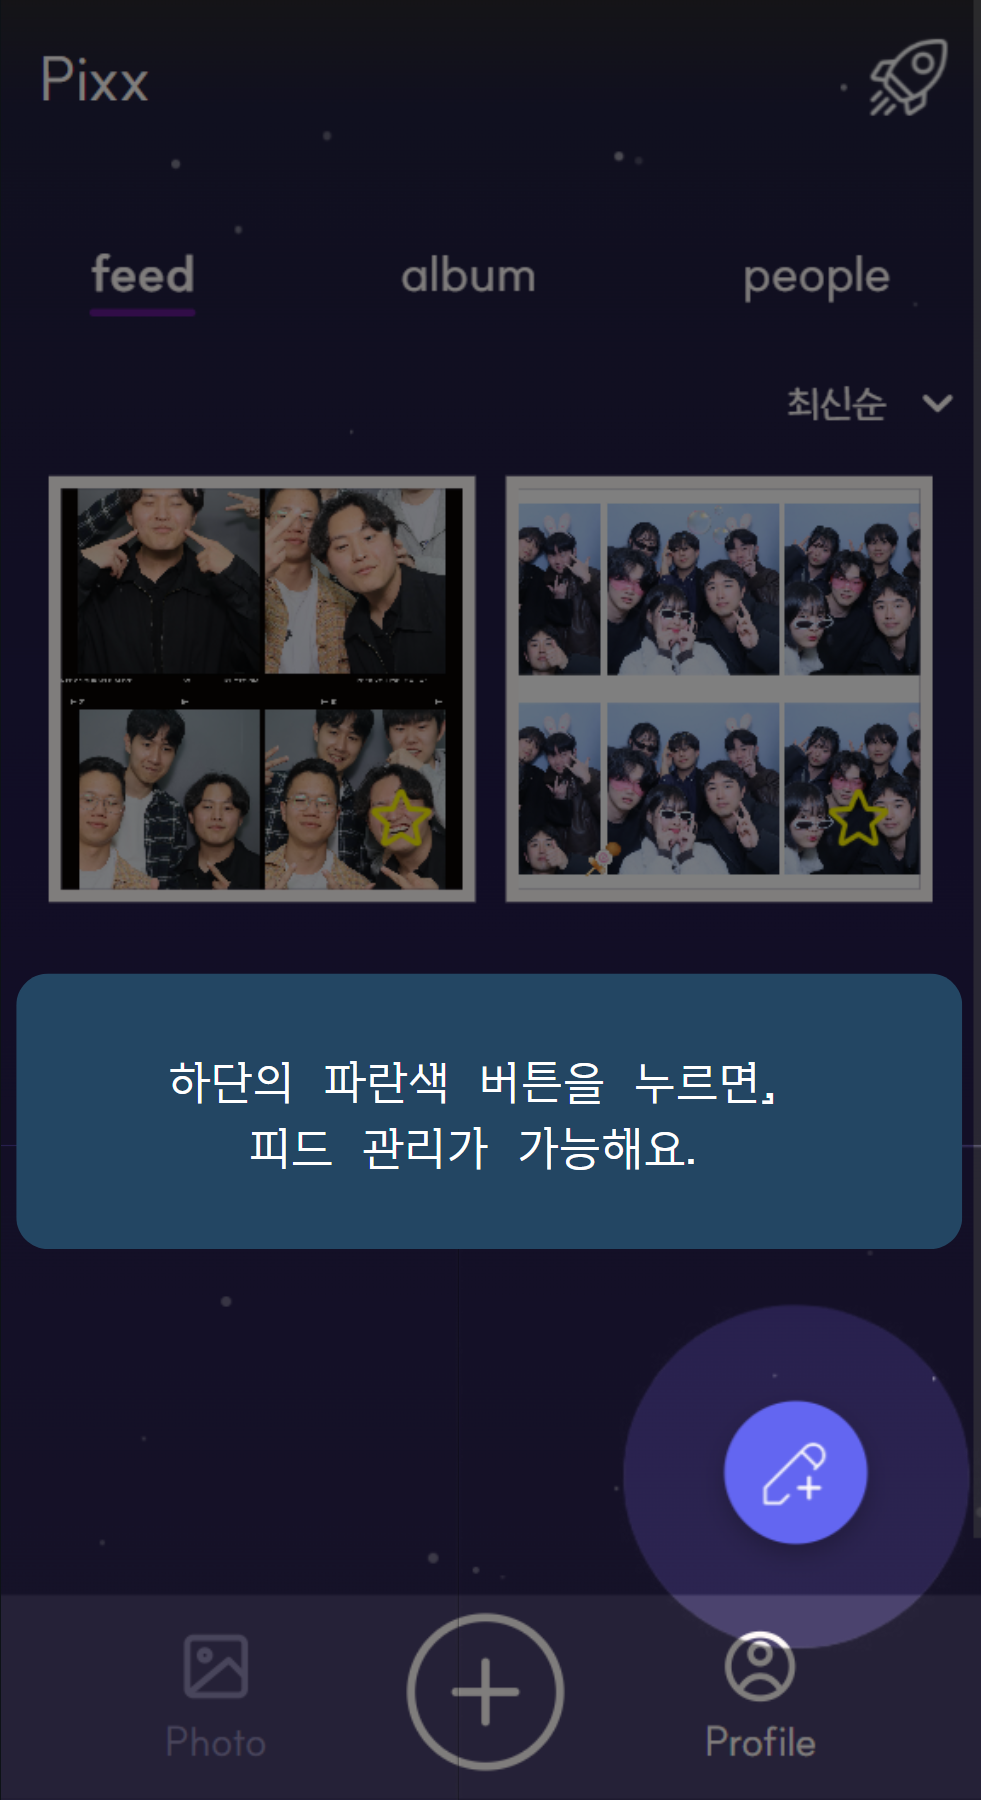 Pixx
feed
album
people
최신순
하단의 파란색 버튼을 누르면,
피드 관리가 가능해요.
Photo
Profile